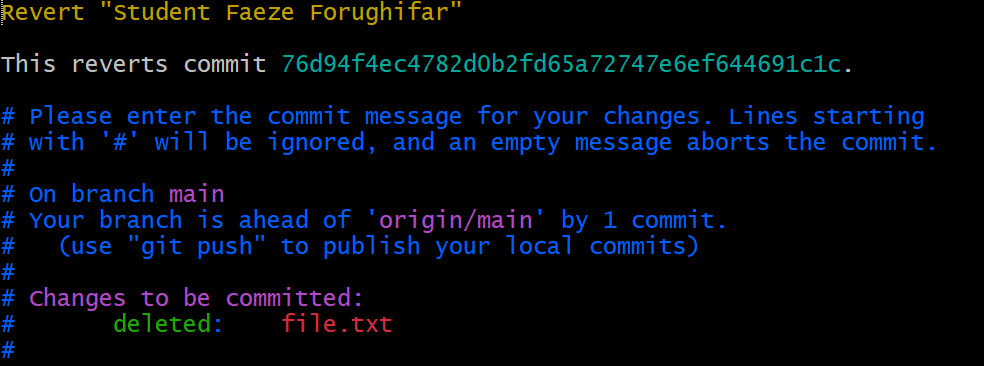 Revert "Student Faeze Forughifar"
This reverts commit 76d94f4ec4782d0b2fd65a72747e6ef644691c1c.
# Please enter the commit message for your changes. Lines starting
# with '#' will be ignored, and an empty message aborts the commit.
#
# On branch main
# Your branch is ahead of 'origin/main' by 1 commit.
#   (use "git push" to publish your local commits)
#
# Changes to be committed:
#       deleted:    file.txt
#